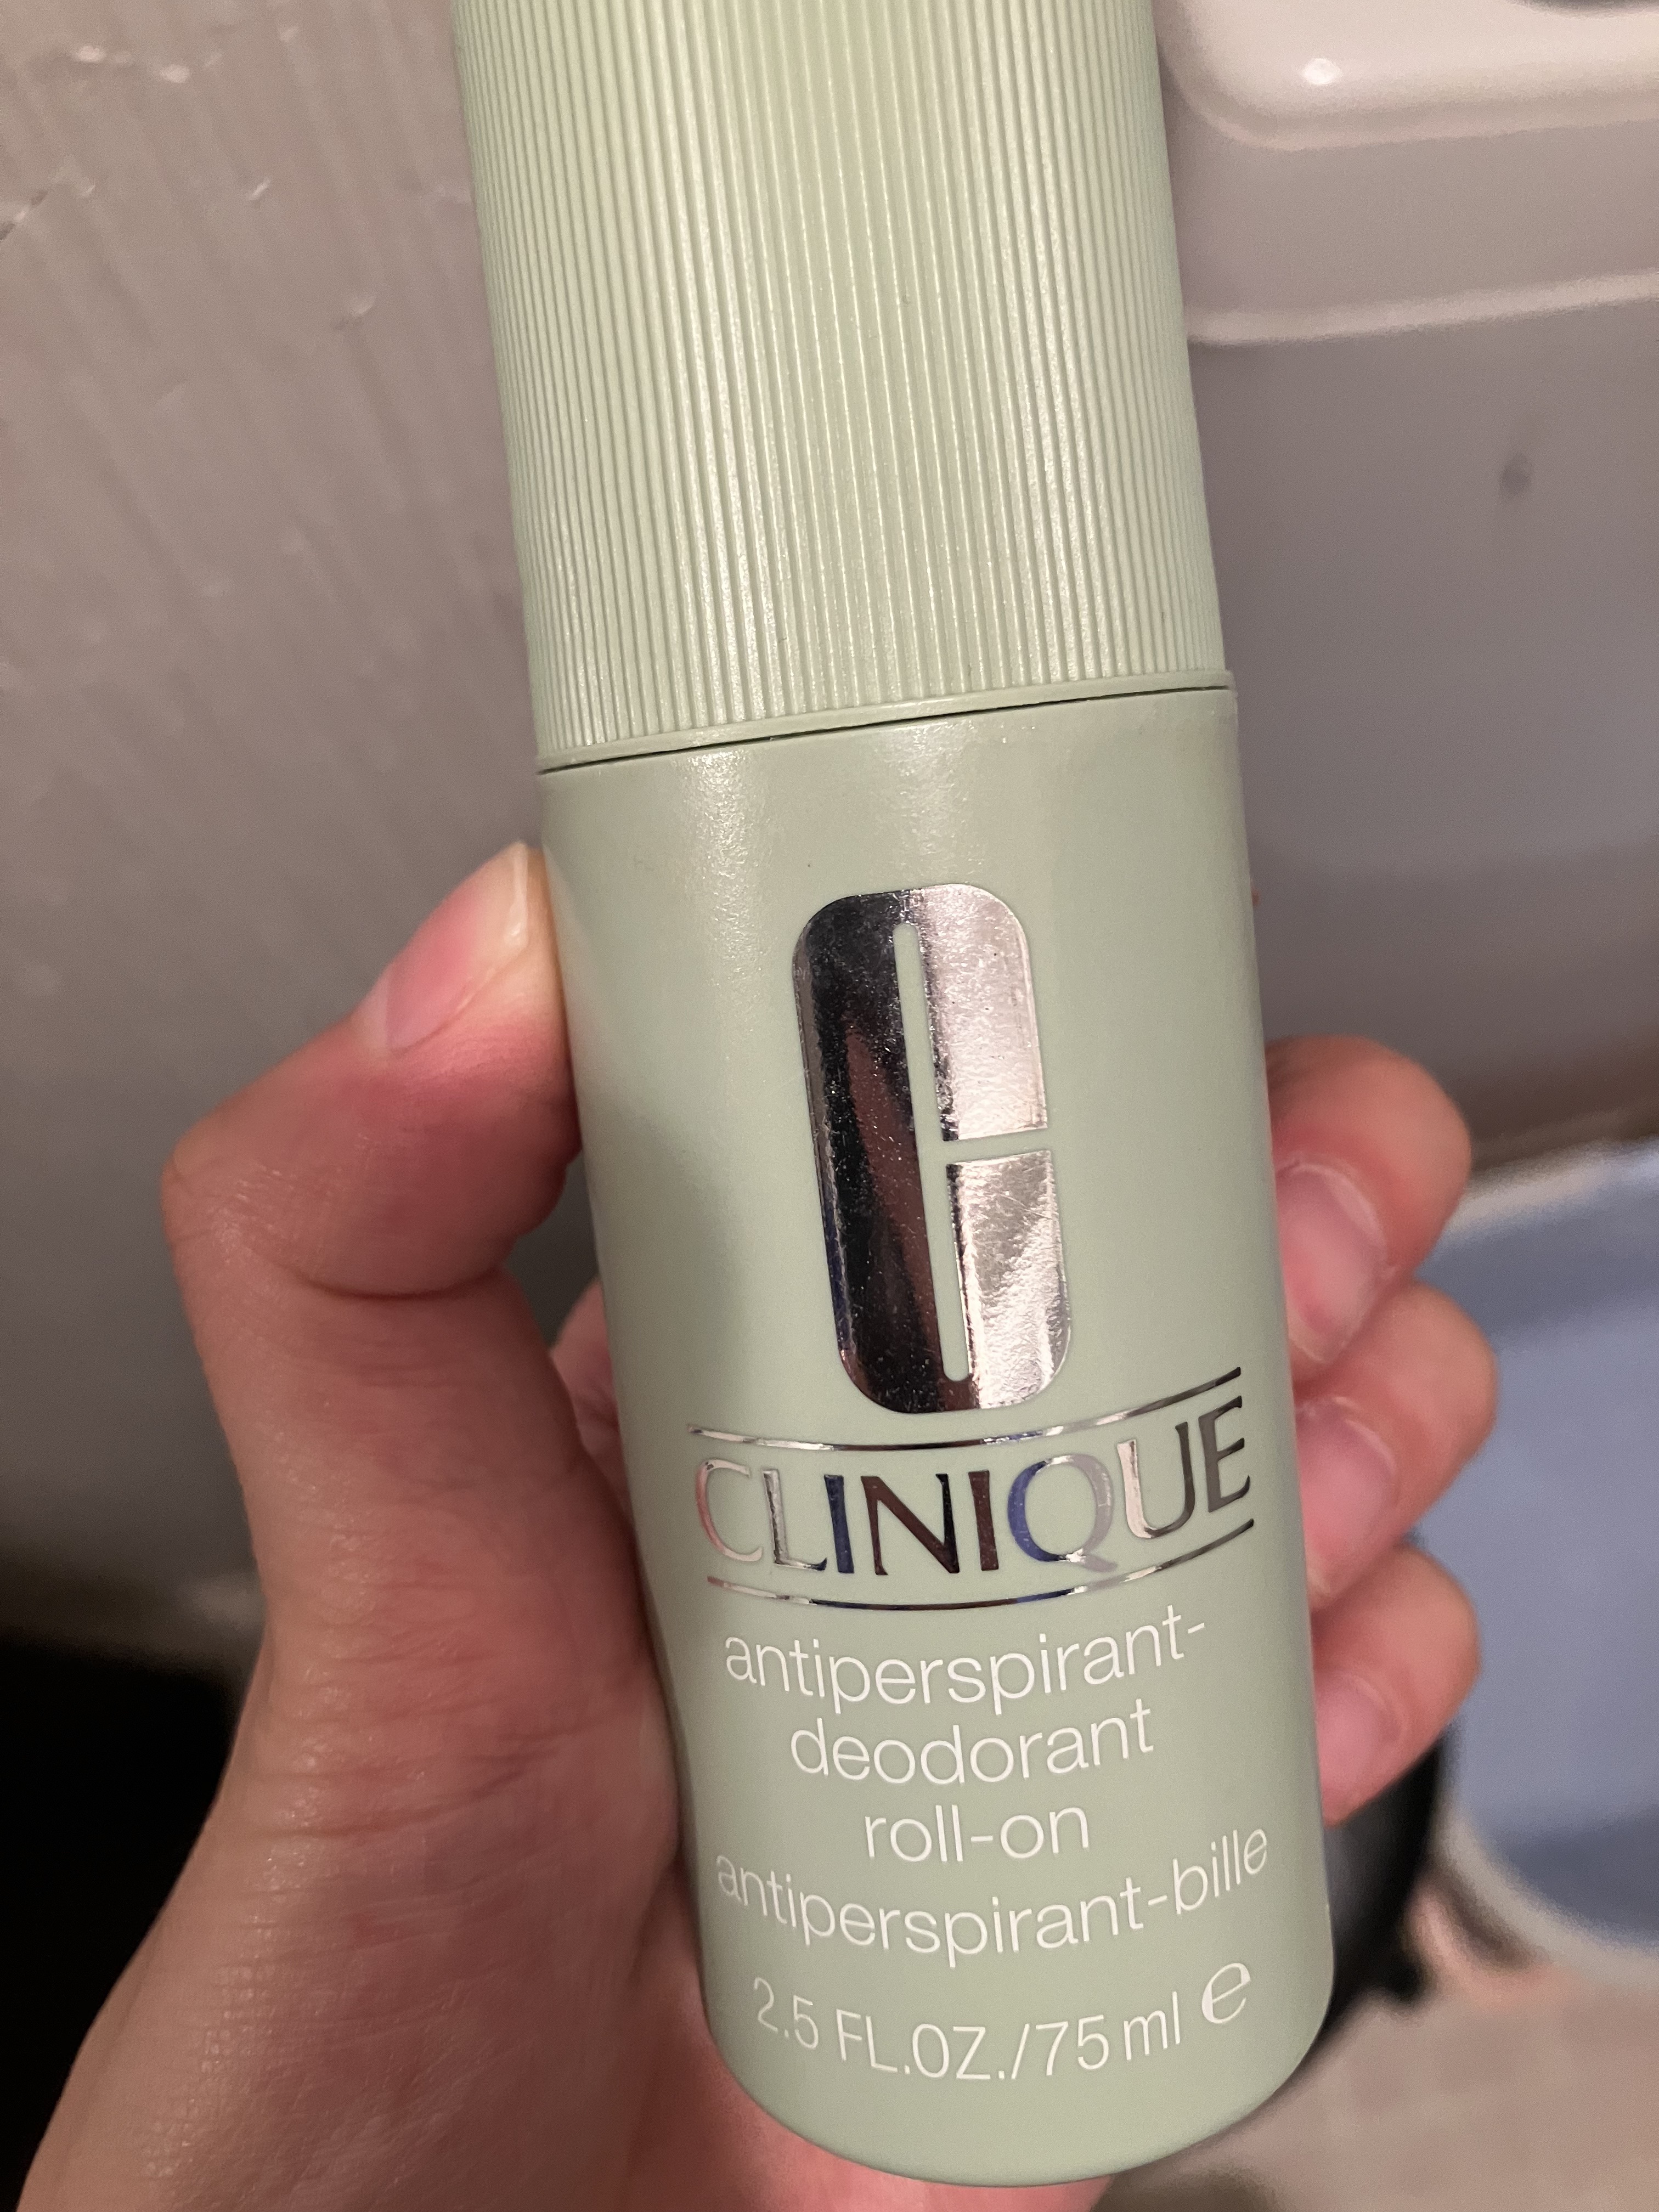 C
CLINIQUE
antiperspirant-
deodorant
roll-on
antiperspirant-bille
2.5 FL.OZ./75 ml ℮